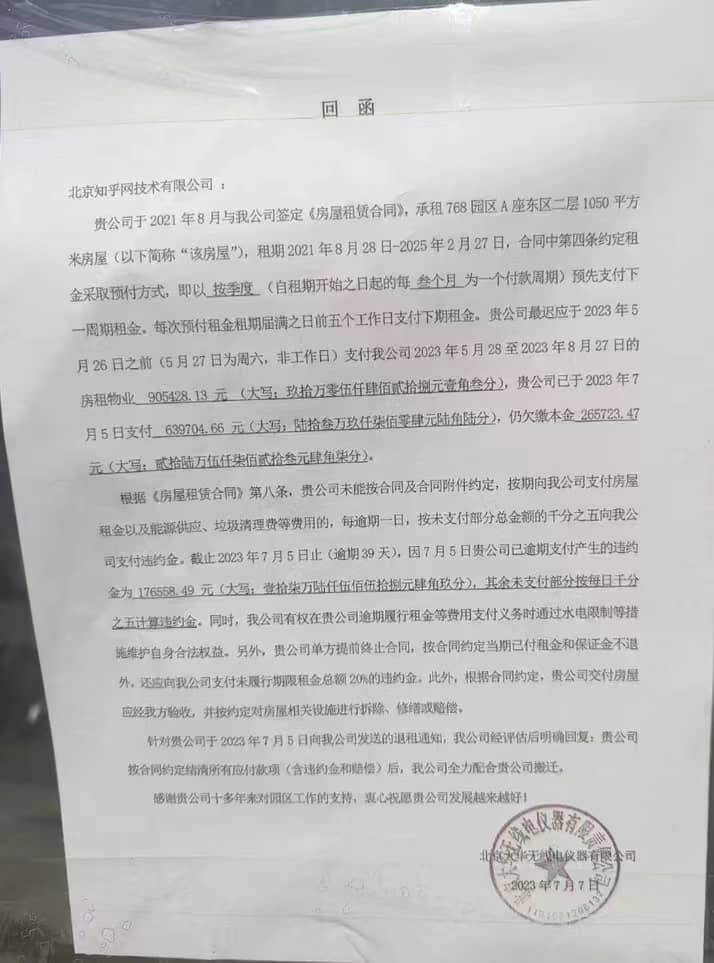 回 函
北京知乎网技术有限公司 ：
贵公司于 2021 年 8 月与我公司签定《房屋租赁合同》，承租 768 园区 A 座东区二层 1050 平方
米房屋（以下简称“该房屋”），租期 2021 年 8 月 28 日-2025 年 2 月 27 日，合同中第四条约定租
金采取预付方式，即以 按季度 （自租期开始之日起的每 叁个月 为一个付款周期）预先支付下
一周期租金。每次预付租金租期届满之日前五个工作日支付下期租金。贵公司最迟应于 2023 年 5
月 26 日之前（5 月 27 日为周六，非工作日）支付我公司 2023 年 5 月 28 至 2023 年 8 月 27 日的
房租物业 905428.13 元 （大写：玖拾万零伍仟肆佰贰拾捌元壹角叁分），贵公司已于 2023 年 7
月 5 日支付 639704.66 元（大写：陆拾叁万玖仟柒佰零肆元陆角陆分），仍欠缴本金 265723.47
元（大写：贰拾陆万伍仟柒佰贰拾叁元肆角柒分）。
根据《房屋租赁合同》第八条，贵公司未能按合同及合同附件约定，按期向我公司支付房屋
租金以及能源供应、垃圾清理费等费用的，每逾期一日，按未支付部分总金额的千分之五向我公
司支付违约金。截止 2023 年 7 月 5 日止（逾期 39 天），因 7 月 5 日贵公司已逾期支付产生的违约
金为 176558.49 元（大写：壹拾柒万陆仟伍佰伍拾捌元肆角玖分），其余未支付部分按每日千分
之五计算违约金。同时，我公司有权在贵公司逾期履行租金等费用支付义务时通过水电限制等措
施维护自身合法权益。另外，贵公司单方提前终止合同，按合同约定当期已付租金和保证金不退
外，还应向我公司支付未履行期限租金总额 20%的违约金。此外，根据合同约定，贵公司交付房屋
应经我方验收，并按约定对房屋相关设施进行拆除、修缮或赔偿。
针对贵公司于 2023 年 7 月 5 日向我公司发送的退租通知，我公司经评估后明确回复：贵公司
按合同约定结清所有应付款项（含违约金和赔偿）后，我公司全力配合贵公司搬迁。
感谢贵公司十多年来对园区工作的支持，衷心祝愿贵公司发展越来越好！
北京大华无线电仪器有限公司
2023 年 7 月 7 日